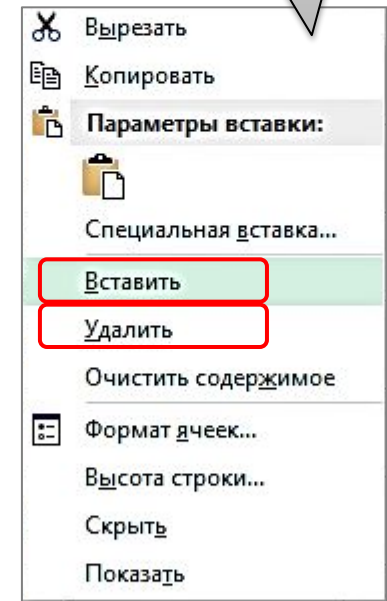 Вырезать
Копировать
Параметры вставки:
Специальная вставка...
Вставить
Удалить
Очистить содержимое
Формат ячеек...
Высота строки...
Скрыть
Показать